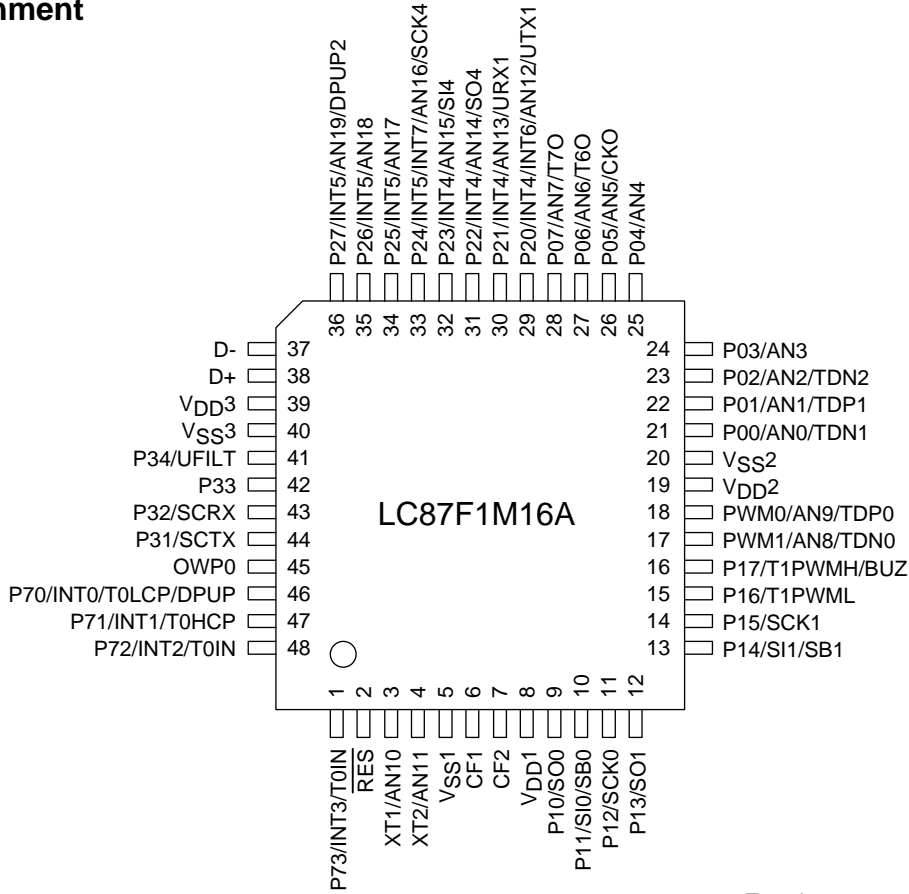 nment
P27/INT5/AN19/DPUP2
P26/INT5/AN18
P25/INT5/AN17
P24/INT5/INT7/AN16/SCK4
P23/INT4/AN15/SI4
P22/INT4/AN14/SO4
P21/INT4/AN13/URX1
P20/INT4/INT6/AN12/UTX1
P07/AN7/T7O
P06/AN6/T6O
P05/AN5/CKO
P04/AN4
36
35
34
33
32
31
30
29
28
27
26
25
D- 37
D+ 38
VDD3 39
VSS3 40
P34/UFILT 41
P33 42
P32/SCRX 43
P31/SCTX 44
OWP0 45
P70/INT0/T0LCP/DPUP 46
P71/INT1/T0HCP 47
P72/INT2/T0IN 48
LC87F1M16A
24 P03/AN3
23 P02/AN2/TDN2
22 P01/AN1/TDP1
21 P00/AN0/TDN1
20 VSS2
19 VDD2
18 PWM0/AN9/TDP0
17 PWM1/AN8/TDN0
16 P17/T1PWMH/BUZ
15 P16/T1PWML
14 P15/SCK1
13 P14/SI1/SB1
1
2
3
4
5
6
7
8
9
10
11
12
P73/INT3/T0IN
RES
XT1/AN10
XT2/AN11
VSS1
CF1
CF2
VDD1
P10/SO0
P11/SI0/SB0
P12/SCK0
P13/SO1